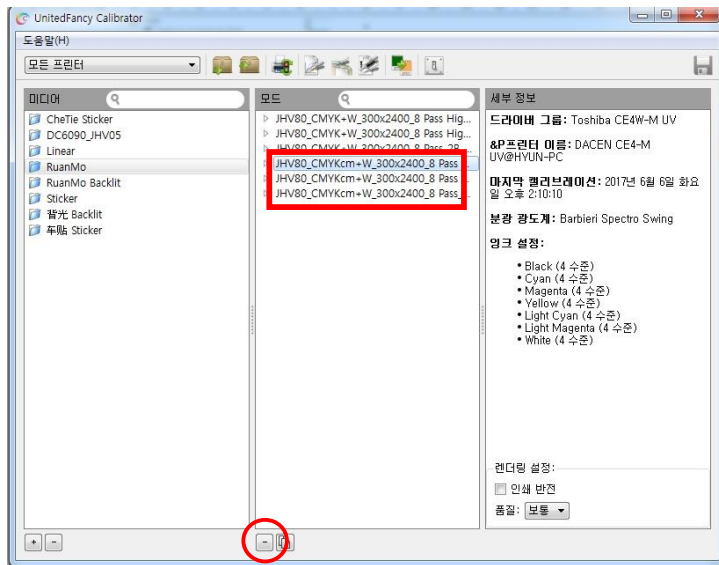 UnitedFancy Calibrator
도움말(H)
모든 프린터
미디어
CheTie Sticker
DC6090_JHV05
Linear
RuanMo
RuanMo Backlit
Sticker
背光 Backlit
车贴 Sticker
모드
JHV80_CMYK+W_300x2400_8 Pass Hig...
JHV80_CMYK+W_300x2400_8 Pass Hig...
JHV80_CMYK+W_300x2400_8 Pass_2B...
JHV80_CMYKcm+W_300x2400_8 Pass
JHV80_CMYKcm+W_300x2400_8 Pass
JHV80_CMYKcm+W_300x2400_8 Pass_
세부 정보
드라이버 그룹: Toshiba CE4W-M UV
&P프린터 이름: DACEN CE4-M
UV@HYUN-PC
마지막 캘리브레이션: 2017년 6월 6일 화요
일 오후 2:10:10
분광 광도계: Barbieri Spectro Swing
잉크 설정:
• Black (4 수준)
• Cyan (4 수준)
• Magenta (4 수준)
• Yellow (4 수준)
• Light Cyan (4 수준)
• Light Magenta (4 수준)
• White (4 수준)
렌더링 설정:
인쇄 반전
품질: 보통